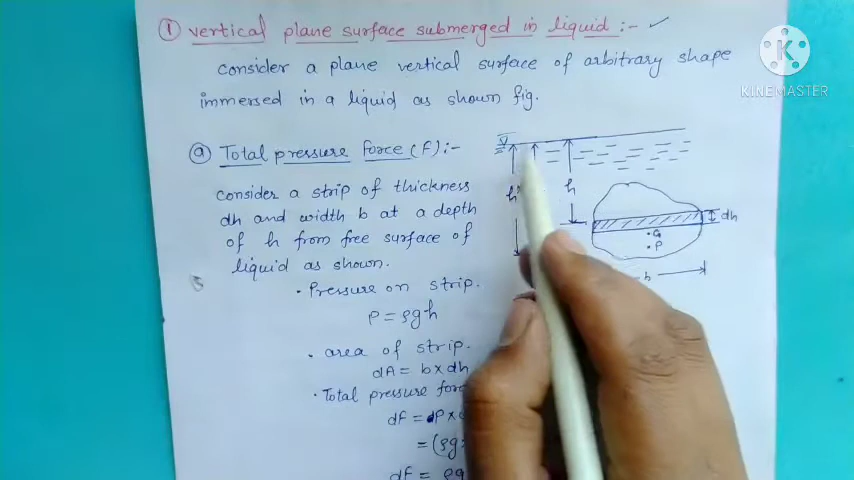 ① vertical plane surface submerged in liquid :- ✓
consider a plane vertical surface of arbitrary shape
immersed in a liquid as shown fig.
ⓐ Total pressure force (F) :-
consider a strip of thickness
dh and width b at a depth
of h from free surface of
liquid as shown.
• Pressure on strip.
P = ρgh
• area of strip.
dA = b x dh
• Total pressure force
dF = dP x
= (ρg
dF = ρg
h
h
dh
G
P
b
K
KINEMASTER